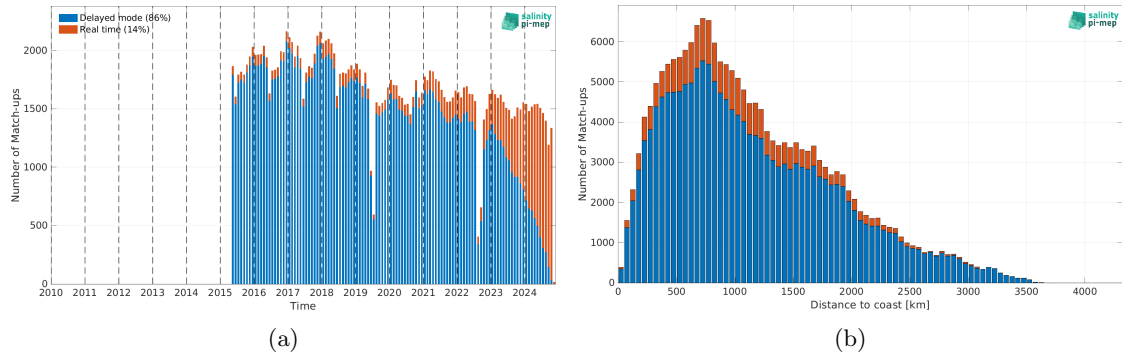 Delayed mode (86%)
Real time (14%)
salinity
pi-mep
Number of Match-ups
2000
1500
1000
500
0
2010 2011 2012 2013 2014 2015 2016 2017 2018 2019 2020 2021 2022 2023 2024
Time
(a)
salinity
pi-mep
Number of Match-ups
6000
5000
4000
3000
2000
1000
0
0 500 1000 1500 2000 2500 3000 3500 4000
Distance to coast [km]
(b)